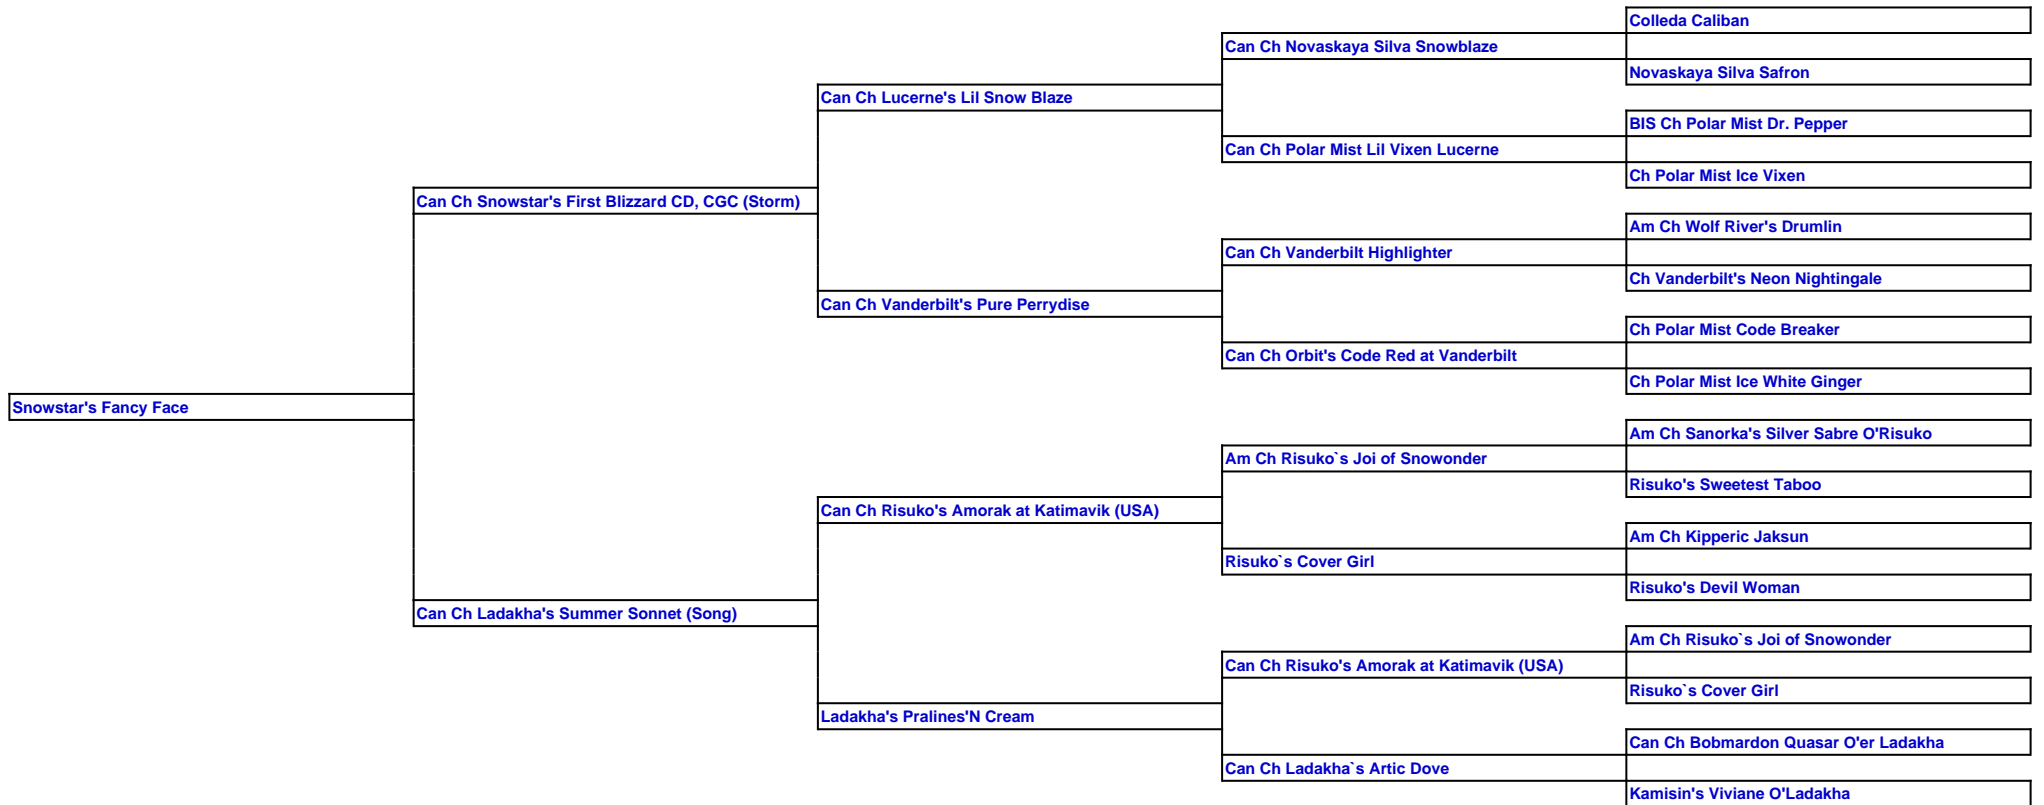 Colleda Caliban
Can Ch Novaskaya Silva Snowblaze
Novaskaya Silva Safron
Can Ch Lucerne's Lil Snow Blaze
BIS Ch Polar Mist Dr. Pepper
Can Ch Polar Mist Lil Vixen Lucerne
Ch Polar Mist Ice Vixen
Can Ch Snowstar's First Blizzard CD, CGC (Storm)
Am Ch Wolf River's Drumlin
Can Ch Vanderbilt Highlighter
Ch Vanderbilt's Neon Nightingale
Can Ch Vanderbilt's Pure Perrydise
Ch Polar Mist Code Breaker
Can Ch Orbit's Code Red at Vanderbilt
Ch Polar Mist Ice White Ginger
Snowstar's Fancy Face
Am Ch Sanorka's Silver Sabre O'Risuko
Am Ch Risuko`s Joi of Snowonder
Risuko's Sweetest Taboo
Can Ch Risuko's Amorak at Katimavik (USA)
Am Ch Kipperic Jaksun
Risuko`s Cover Girl
Risuko's Devil Woman
Can Ch Ladakha's Summer Sonnet (Song)
Am Ch Risuko`s Joi of Snowonder
Can Ch Risuko's Amorak at Katimavik (USA)
Risuko`s Cover Girl
Ladakha's Pralines'N Cream
Can Ch Bobmardon Quasar O'er Ladakha
Can Ch Ladakha`s Artic Dove
Kamisin's Viviane O'Ladakha